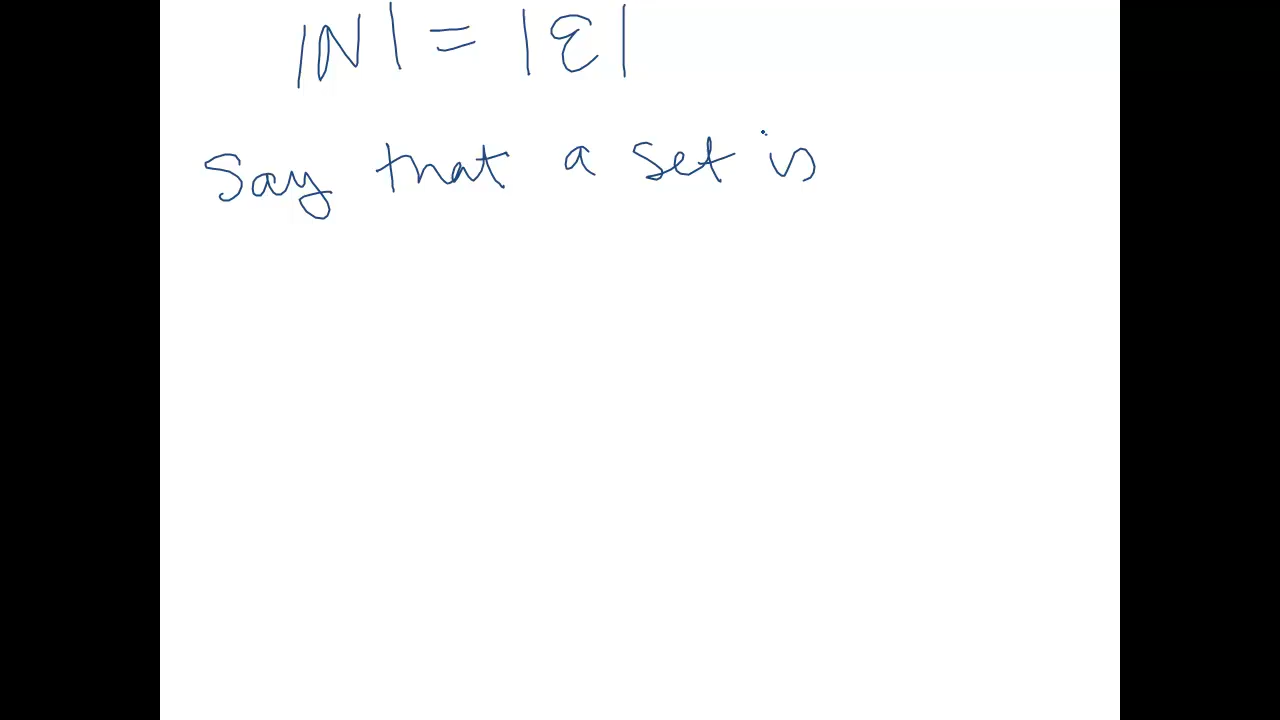 |N| = |ℰ|
Say that a set is